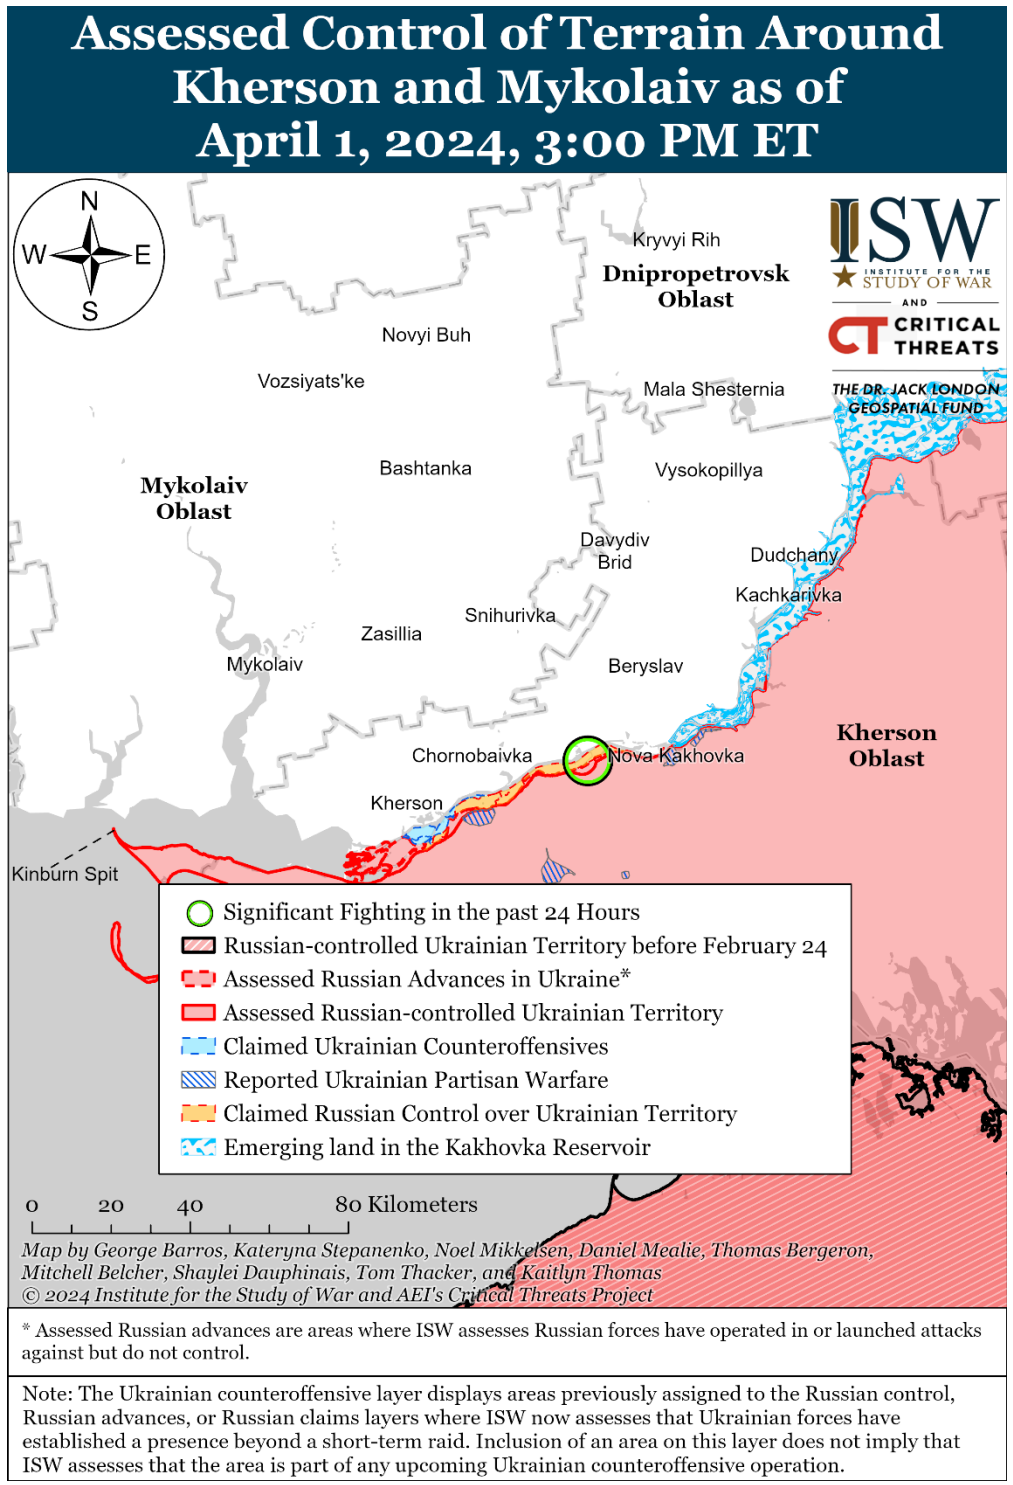 Assessed Control of Terrain Around
Kherson and Mykolaiv as of
April 1, 2024, 3:00 PM ET
N
W
E
S
ISW
INSTITUTE FOR THE
STUDY OF WAR
AND
CT CRITICAL
THREATS
THE DR. JACK LONDON
GEOSPATIAL FUND
Kryvyi Rih
Dnipropetrovsk
Oblast
Novyi Buh
Vozsiyats'ke
Mala Shesternia
Bashtanka
Vysokopillya
Mykolaiv
Oblast
Davydiv
Brid
Dudchany
Kachkarivka
Snihurivka
Zasillia
Mykolaiv
Beryslav
Kherson
Oblast
Chornobaivka
Nova Kakhovka
Kherson
Kinburn Spit
Significant Fighting in the past 24 Hours
Russian-controlled Ukrainian Territory before February 24
Assessed Russian Advances in Ukraine*
Assessed Russian-controlled Ukrainian Territory
Claimed Ukrainian Counteroffensives
Reported Ukrainian Partisan Warfare
Claimed Russian Control over Ukrainian Territory
Emerging land in the Kakhovka Reservoir
0 20 40 80 Kilometers
Map by George Barros, Kateryna Stepanenko, Noel Mikkelsen, Daniel Mealie, Thomas Bergeron,
Mitchell Belcher, Shaylei Dauphinais, Tom Thacker, and Kaitlyn Thomas
© 2024 Institute for the Study of War and AEI's Critical Threats Project
* Assessed Russian advances are areas where ISW assesses Russian forces have operated in or launched attacks
against but do not control.
Note: The Ukrainian counteroffensive layer displays areas previously assigned to the Russian control,
Russian advances, or Russian claims layers where ISW now assesses that Ukrainian forces have
established a presence beyond a short-term raid. Inclusion of an area on this layer does not imply that
ISW assesses that the area is part of any upcoming Ukrainian counteroffensive operation.